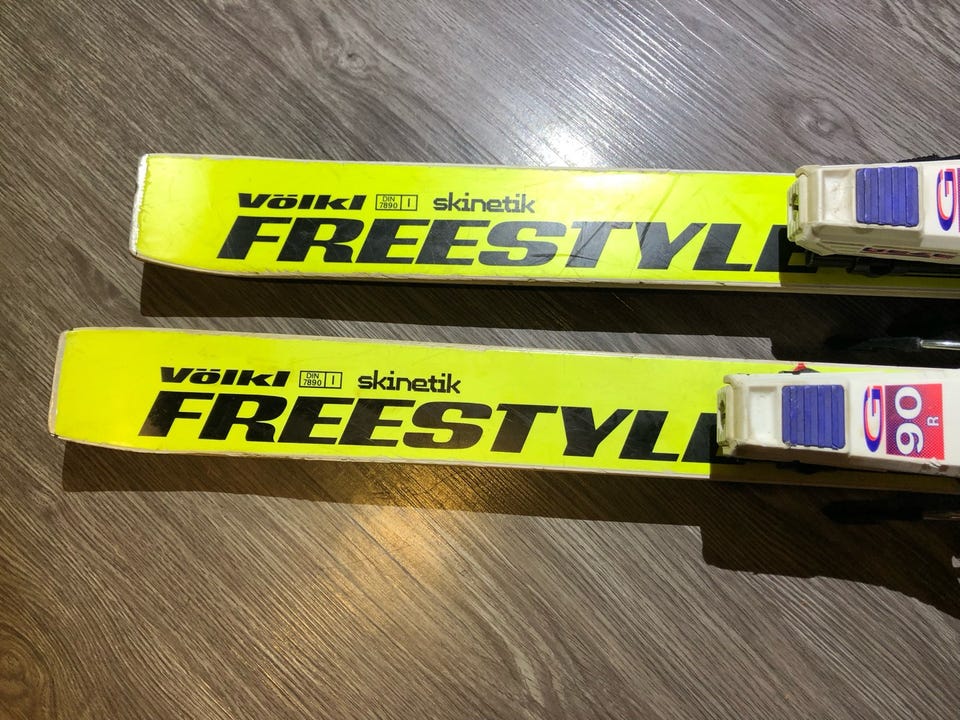 Völkl DIN 7890 I skinetik
FREESTYLE
G
Völkl DIN 7890 I skinetik
FREESTYLE
G 90 R